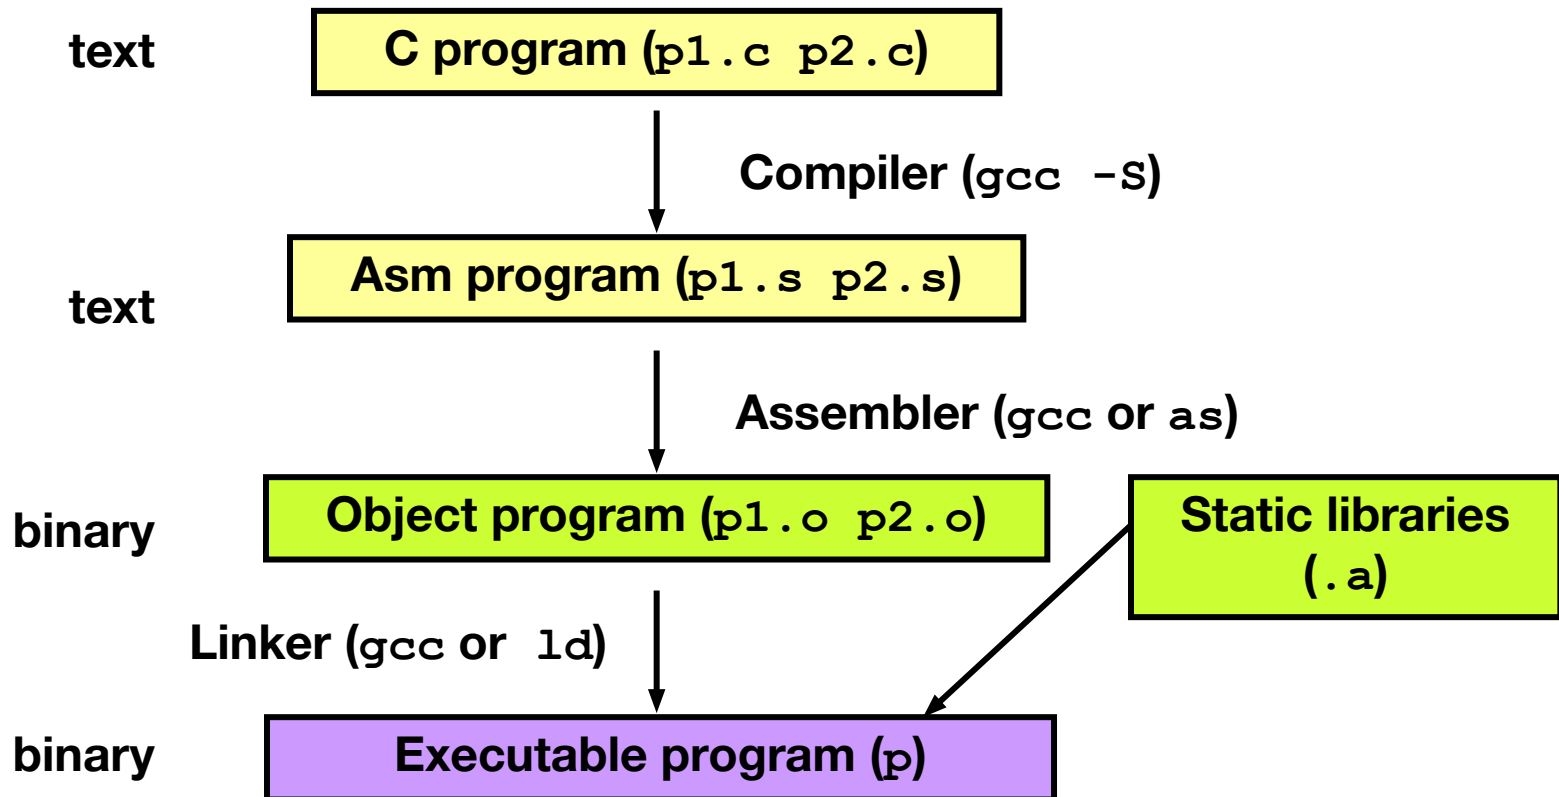 text
C program (p1.c p2.c)
Compiler (gcc -S)
text
Asm program (p1.s p2.s)
Assembler (gcc or as)
binary
Object program (p1.o p2.o)
Static libraries
(.a)
Linker (gcc or ld)
binary
Executable program (p)